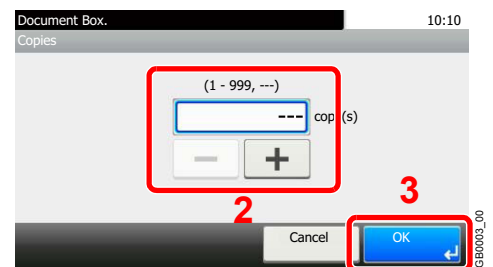 Document Box. 10:10
Copies
(1 - 999, ---)
--- cop (s)
− +
2
3
Cancel OK
GB0003_00